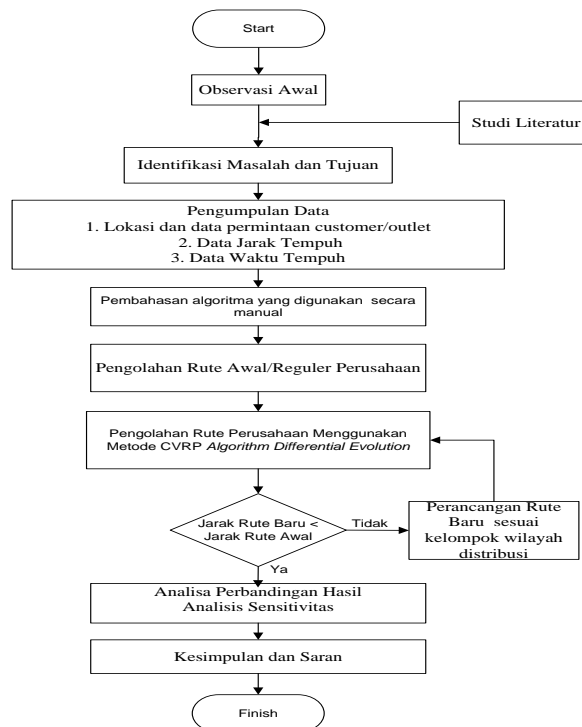 Start
Observasi Awal
Studi Literatur
Identifikasi Masalah dan Tujuan
Pengumpulan Data
1. Lokasi dan data permintaan customer/outlet
2. Data Jarak Tempuh
3. Data Waktu Tempuh
Pembahasan algoritma yang digunakan secara
manual
Pengolahan Rute Awal/Reguler Perusahaan
Pengolahan Rute Perusahaan Menggunakan
Metode CVRP Algorithm Differential Evolution
Jarak Rute Baru <
Jarak Rute Awal
Tidak
Perancangan Rute
Baru sesuai
kelompok wilayah
distribusi
Ya
Analisa Perbandingan Hasil
Analisis Sensitivitas
Kesimpulan dan Saran
Finish